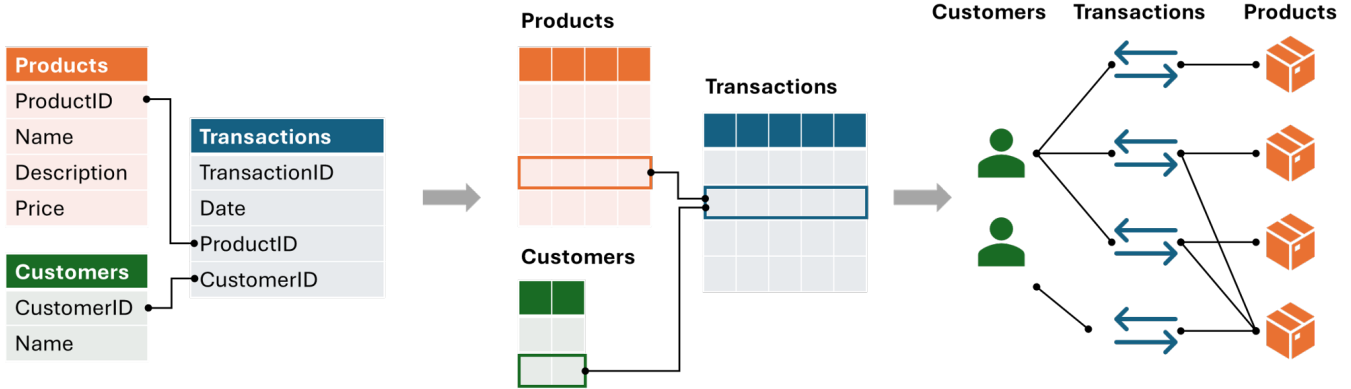 Products
ProductID
Name
Description
Price
Customers
CustomerID
Name
Transactions
TransactionID
Date
ProductID
CustomerID
Products
Transactions
Customers
Customers Transactions Products